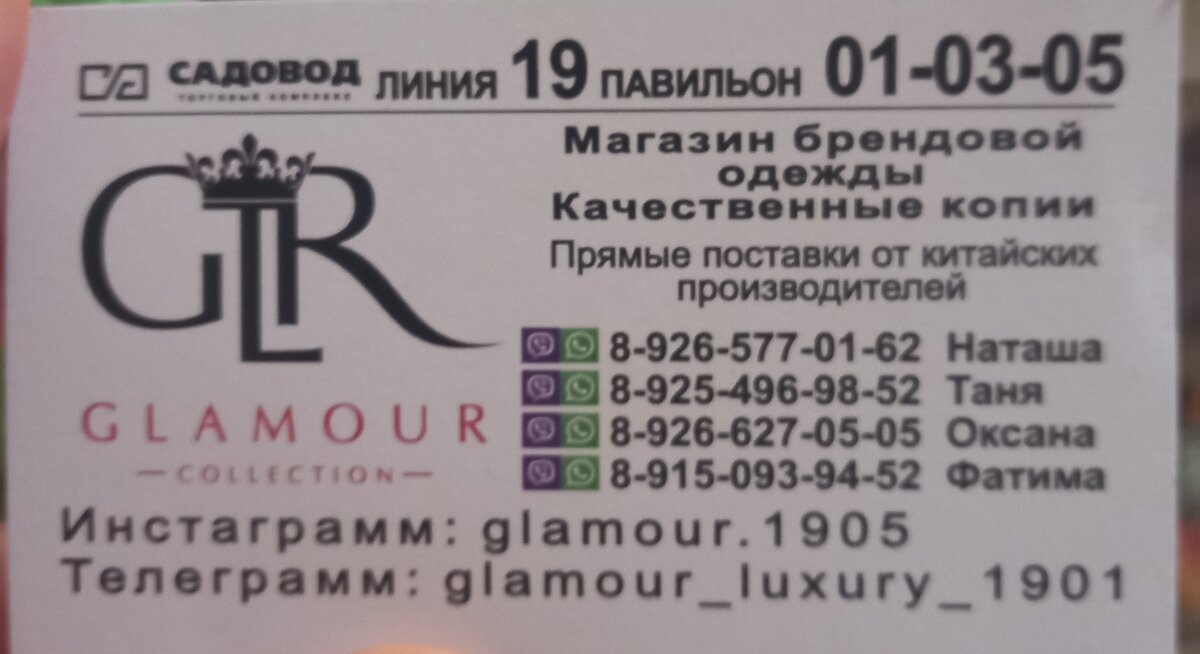 САДОВОД ЛИНИЯ 19 ПАВИЛЬОН 01-03-05
ТОРГОВЫЙ КОМПЛЕКС
GLR
GLAMOUR
COLLECTION
Магазин брендовой
одежды
Качественные копии
Прямые поставки от китайских
производителей
8-926-577-01-62 Наташа
8-925-496-98-52 Таня
8-926-627-05-05 Оксана
8-915-093-94-52 Фатима
Инстаграмм: glamour.1905
Телеграмм: glamour_luxury_1901